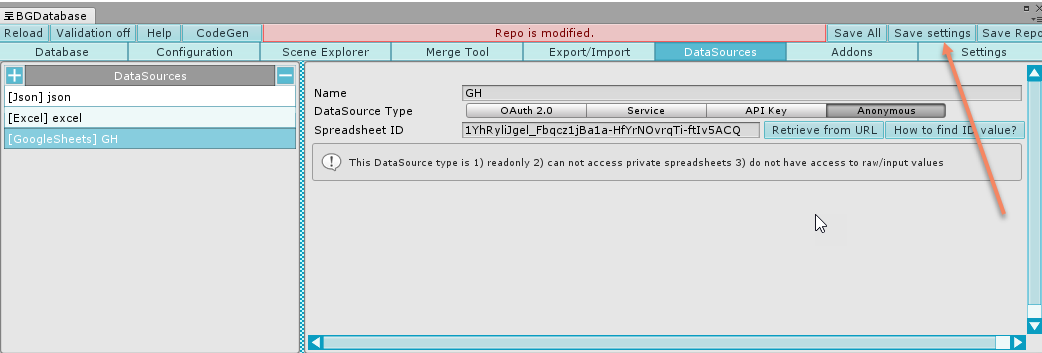 BGDatabase
Reload Validation off Help CodeGen Repo is modified. Save All Save settings Save Repo
Database Configuration Scene Explorer Merge Tool Export/Import DataSources Addons Settings
DataSources
[Json] json
[Excel] excel
[GoogleSheets] GH
Name GH
DataSource Type OAuth 2.0 Service API Key Anonymous
Spreadsheet ID 1YhRyliJgel_Fbqcz1jBa1a-HfYrNOvrqTi-ftIv5ACQ Retrieve from URL How to find ID value?
This DataSource type is 1) readonly 2) can not access private spreadsheets 3) do not have access to raw/input values